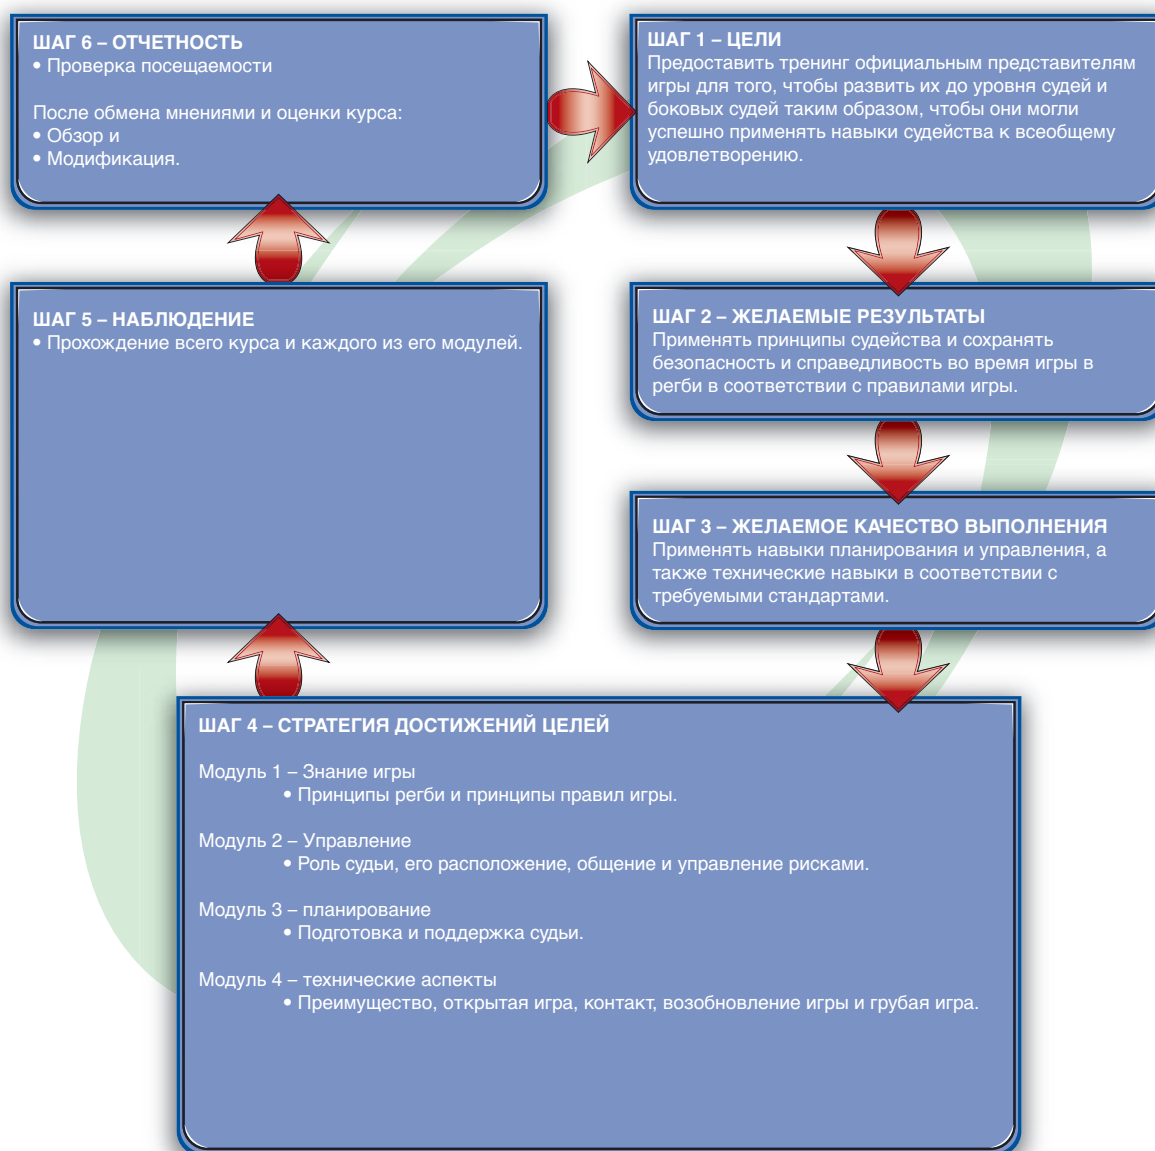 ШАГ 6 – ОТЧЕТНОСТЬ
• Проверка посещаемости
После обмена мнениями и оценки курса:
• Обзор и
• Модификация.
ШАГ 1 – ЦЕЛИ
Предоставить тренинг официальным представителям
игры для того, чтобы развить их до уровня судей и
боковых судей таким образом, чтобы они могли
успешно применять навыки судейства к всеобщему
удовлетворению.
ШАГ 5 – НАБЛЮДЕНИЕ
• Прохождение всего курса и каждого из его модулей.
ШАГ 2 – ЖЕЛАЕМЫЕ РЕЗУЛЬТАТЫ
Применять принципы судейства и сохранять
безопасность и справедливость во время игры в
регби в соответствии с правилами игры.
ШАГ 3 – ЖЕЛАЕМОЕ КАЧЕСТВО ВЫПОЛНЕНИЯ
Применять навыки планирования и управления, а
также технические навыки в соответствии с
требуемыми стандартами.
ШАГ 4 – СТРАТЕГИЯ ДОСТИЖЕНИЙ ЦЕЛЕЙ
Модуль 1 – Знание игры
• Принципы регби и принципы правил игры.
Модуль 2 – Управление
• Роль судьи, его расположение, общение и управление рисками.
Модуль 3 – планирование
• Подготовка и поддержка судьи.
Модуль 4 – технические аспекты
• Преимущество, открытая игра, контакт, возобновление игры и грубая игра.